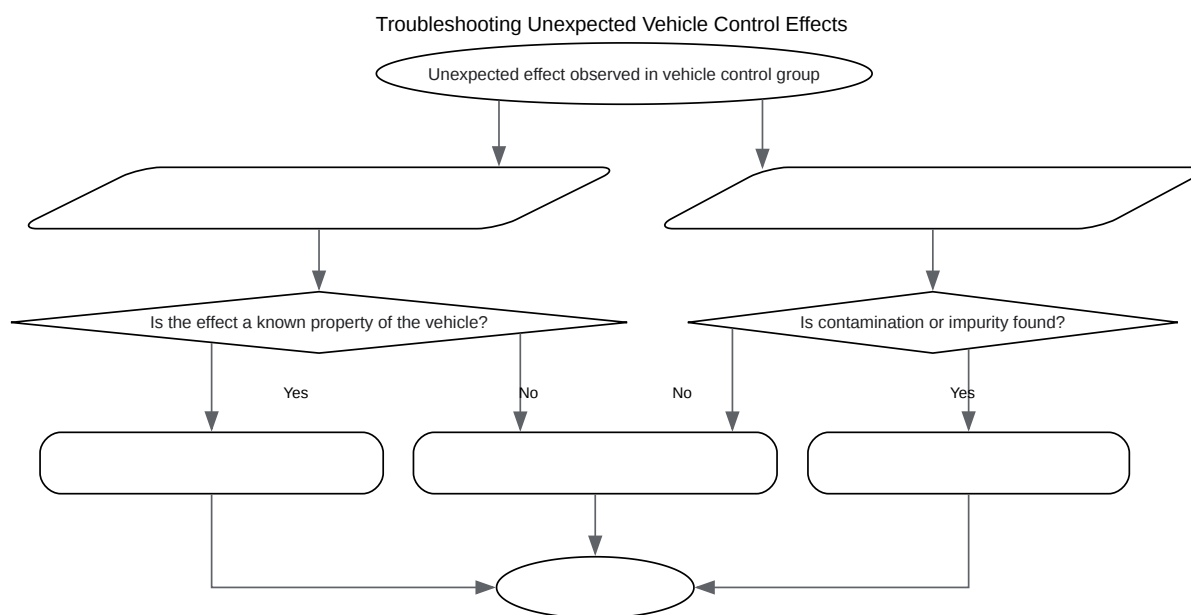 Troubleshooting Unexpected Vehicle Control Effects
Unexpected effect observed in vehicle control group
Is the effect a known property of the vehicle?
Is contamination or impurity found?
Yes
No
No
Yes